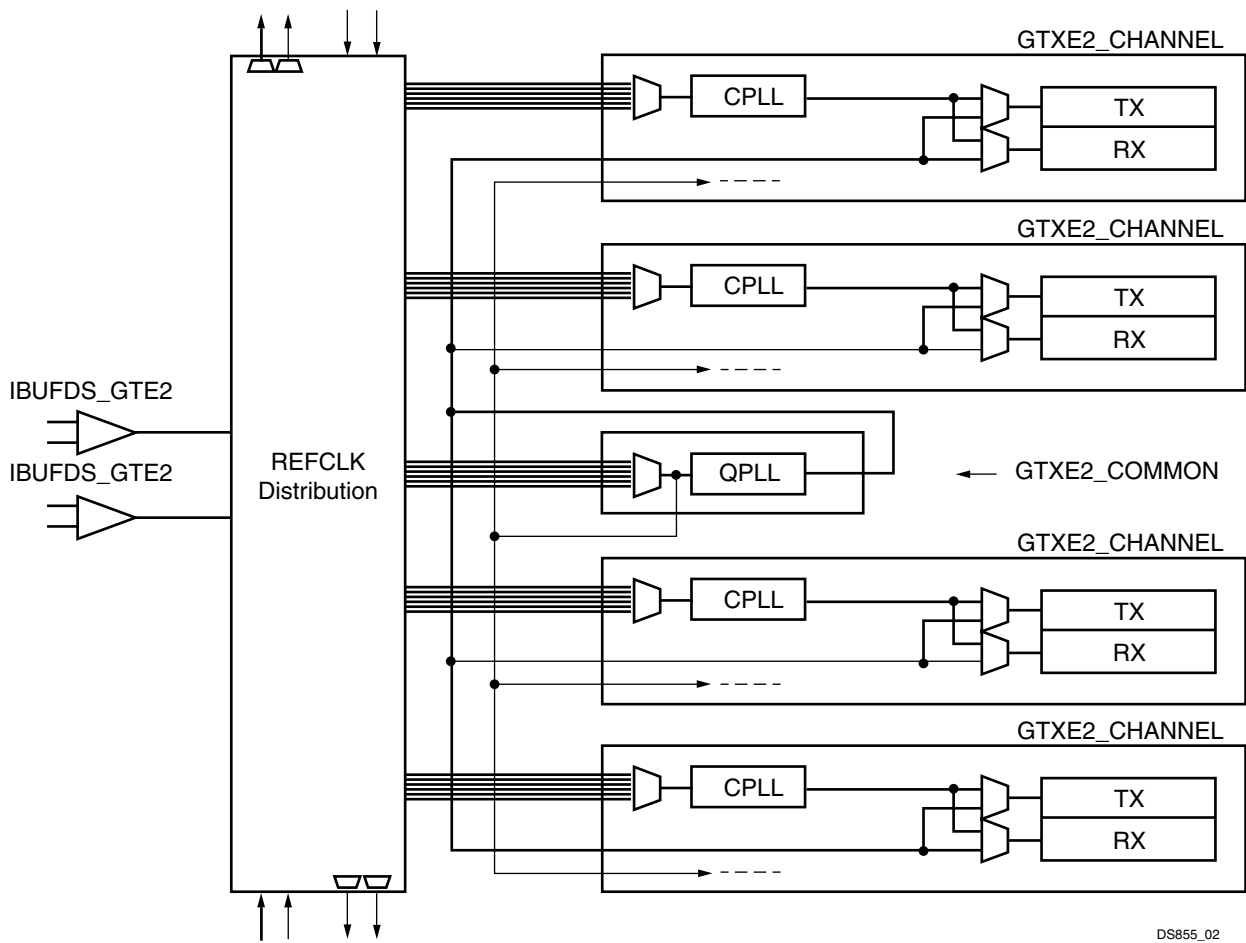 GTXE2_CHANNEL
CPLL
TX
RX
GTXE2_CHANNEL
CPLL
TX
RX
IBUFDS_GTE2
IBUFDS_GTE2
REFCLK
Distribution
QPLL
GTXE2_COMMON
GTXE2_CHANNEL
CPLL
TX
RX
GTXE2_CHANNEL
CPLL
TX
RX
DS855_02